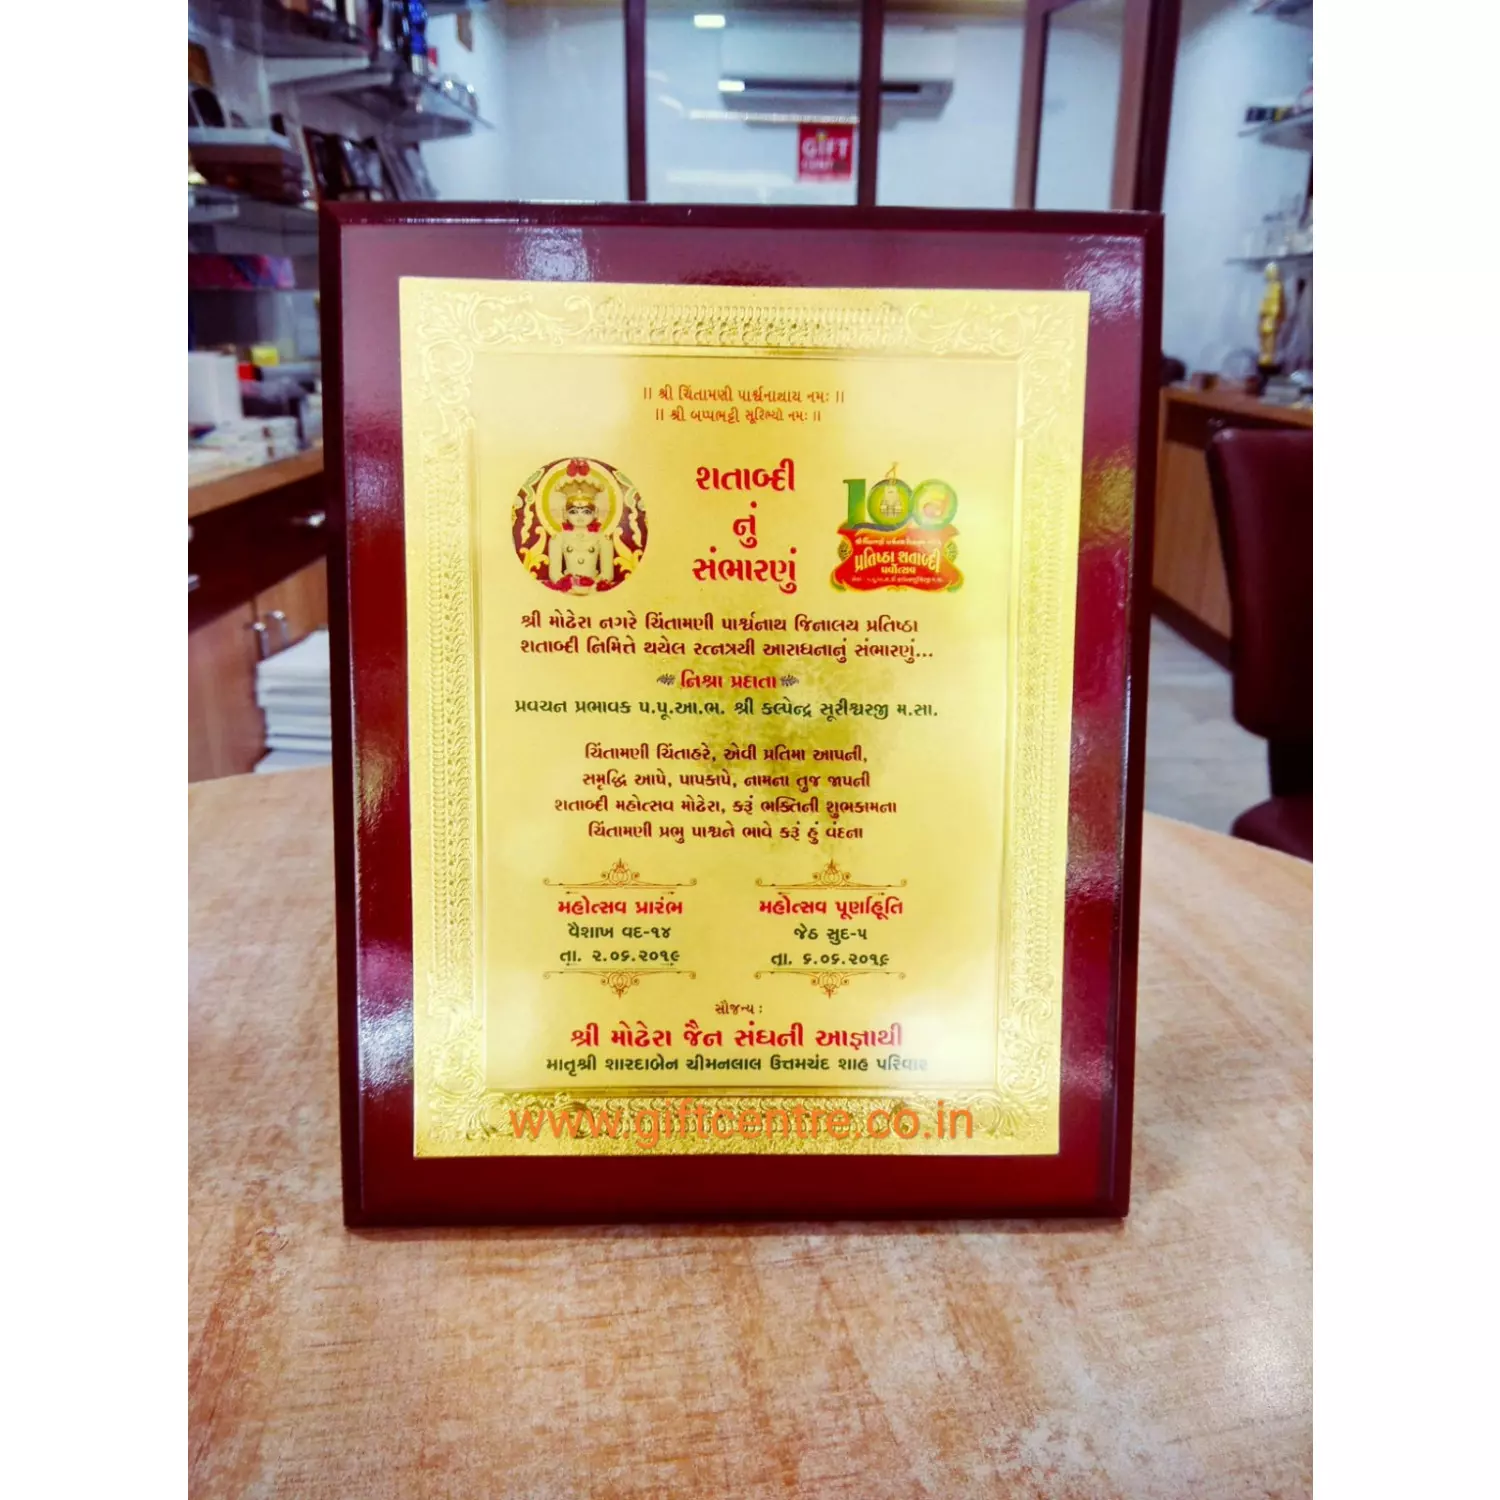 GIFT
|| શ્રી ચિંતામણી પાર્શ્વનાથાય નમઃ ||
|| શ્રી બપ્પભટ્ટી સૂરિભ્યો નમઃ ||
શતાબ્દી
નું
સંભારણું
100
પ્રતિષ્ઠા શતાબ્દી
પર્વોત્સવ
શ્રી મોઢેરા નગરે ચિંતામણી પાર્શ્વનાથ જિનાલય પ્રતિષ્ઠા
શતાબ્દી નિમિત્તે થયેલ રત્નત્રયી આરાધનાનું સંભારણું...
નિશ્રા પ્રદાતા
પ્રવચન પ્રભાવક પ.પૂ.આ.ભ. શ્રી કલ્પેન્દ્ર સૂરીશ્વરજી મ.સા.
ચિંતામણી ચિંતાહરે, એવી પ્રતિમા આપની,
સમૃદ્ધિ આપે, પાપકાપે, નામના તુજ જાપની
શતાબ્દી મહોત્સવ મોઢેરા, કરૂં ભક્તિની શુભકામના
ચિંતામણી પ્રભુ પાશ્વને ભાવે કરૂં હું વંદના
મહોત્સવ પ્રારંભ
વૈશાખ વદ-૧૪
તા. ૨.૦૬.૨૦૧૯
મહોત્સવ પૂર્ણાહૂતિ
જેઠ સુદ-૫
તા. ૬.૦૬.૨૦૧૯
સૌજન્ય :
શ્રી મોઢેરા જૈન સંઘની આજ્ઞાથી
માતૃશ્રી શારદાબેન ચીમનલાલ ઉત્તમચંદ શાહ પરિવાર
www.giftcentre.co.in